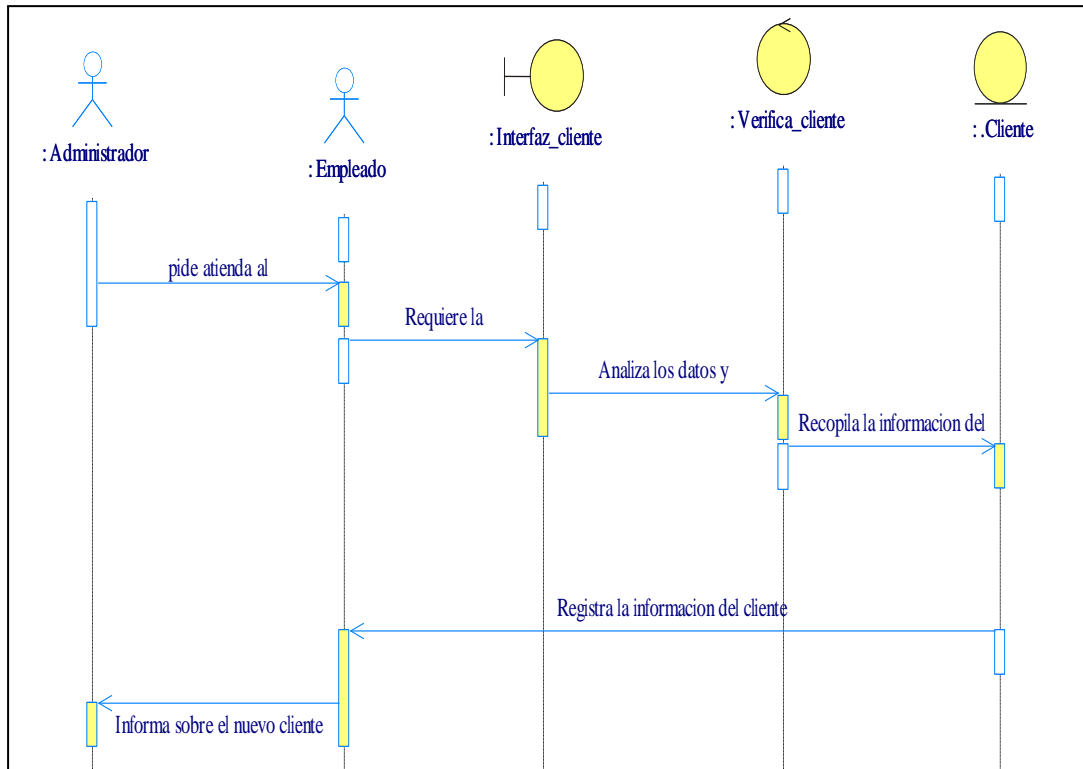 : Administrador
: Empleado
: Interfaz_cliente
: Verifica_cliente
: .Cliente
pide atienda al
Requiere la
Analiza los datos y
Recopila la informacion del
Registra la informacion del cliente
Informa sobre el nuevo cliente